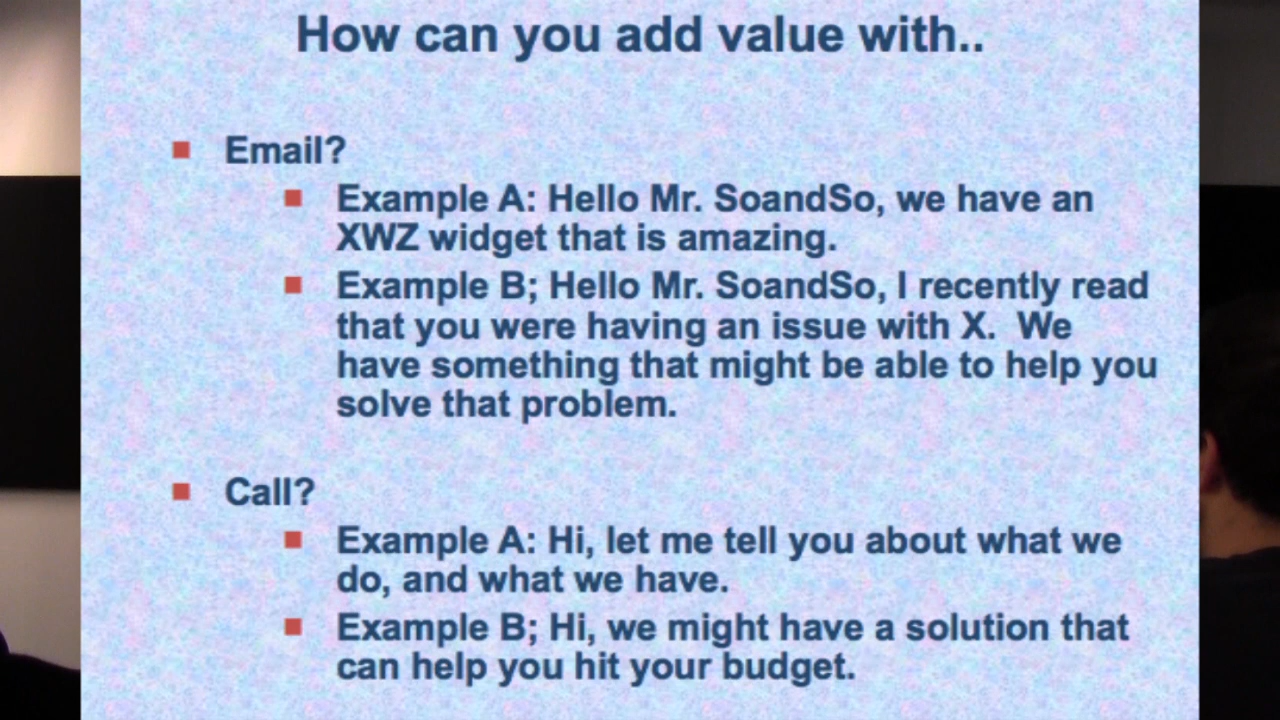 How can you add value with..
Email?
Example A: Hello Mr. SoandSo, we have an
XWZ widget that is amazing.
Example B; Hello Mr. SoandSo, I recently read
that you were having an issue with X.  We
have something that might be able to help you
solve that problem.
Call?
Example A: Hi, let me tell you about what we
do, and what we have.
Example B; Hi, we might have a solution that
can help you hit your budget.